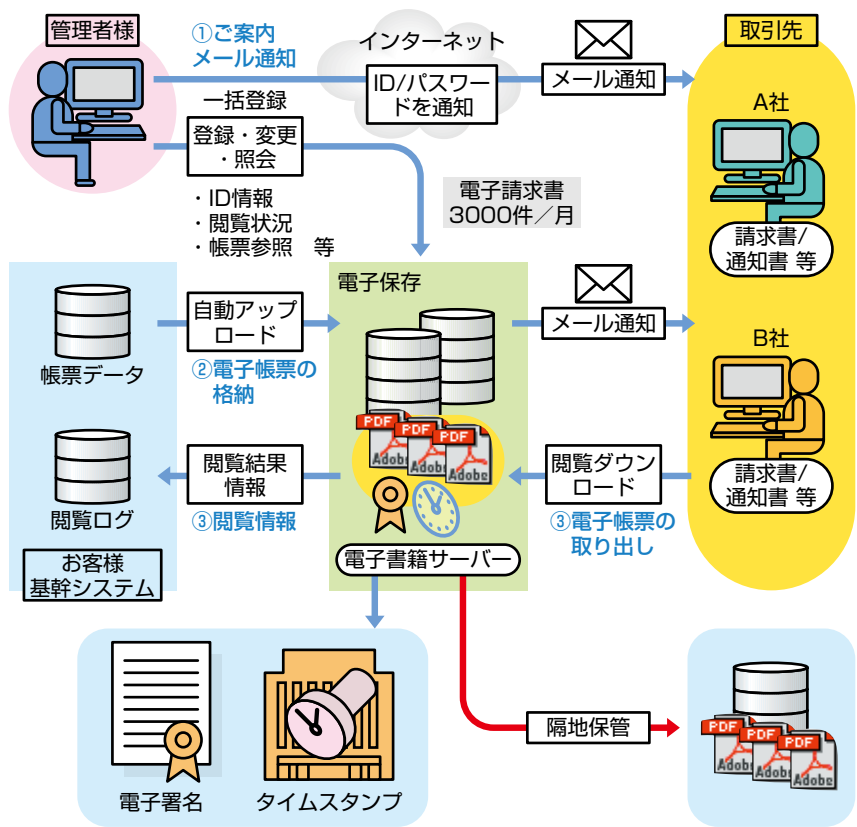 管理者様
①ご案内
メール通知
インターネット
ID/パスワー
ドを通知
メール通知
取引先
A社
一括登録
登録・変更
・照会
・ID情報
・閲覧状況
・帳票参照 等
電子請求書
3000件／月
請求書/
通知書 等
電子保存
自動アップ
ロード
②電子帳票の
格納
帳票データ
メール通知
B社
PDF
PDF
PDF
Adobe
Adobe
Adobe
閲覧結果
情報
③閲覧情報
閲覧ログ
閲覧ダウン
ロード
③電子帳票の
取り出し
請求書/
通知書 等
お客様
基幹システム
電子書籍サーバー
電子署名
タイムスタンプ
隔地保管
PDF
PDF
PDF
Adobe
Adobe
Adobe